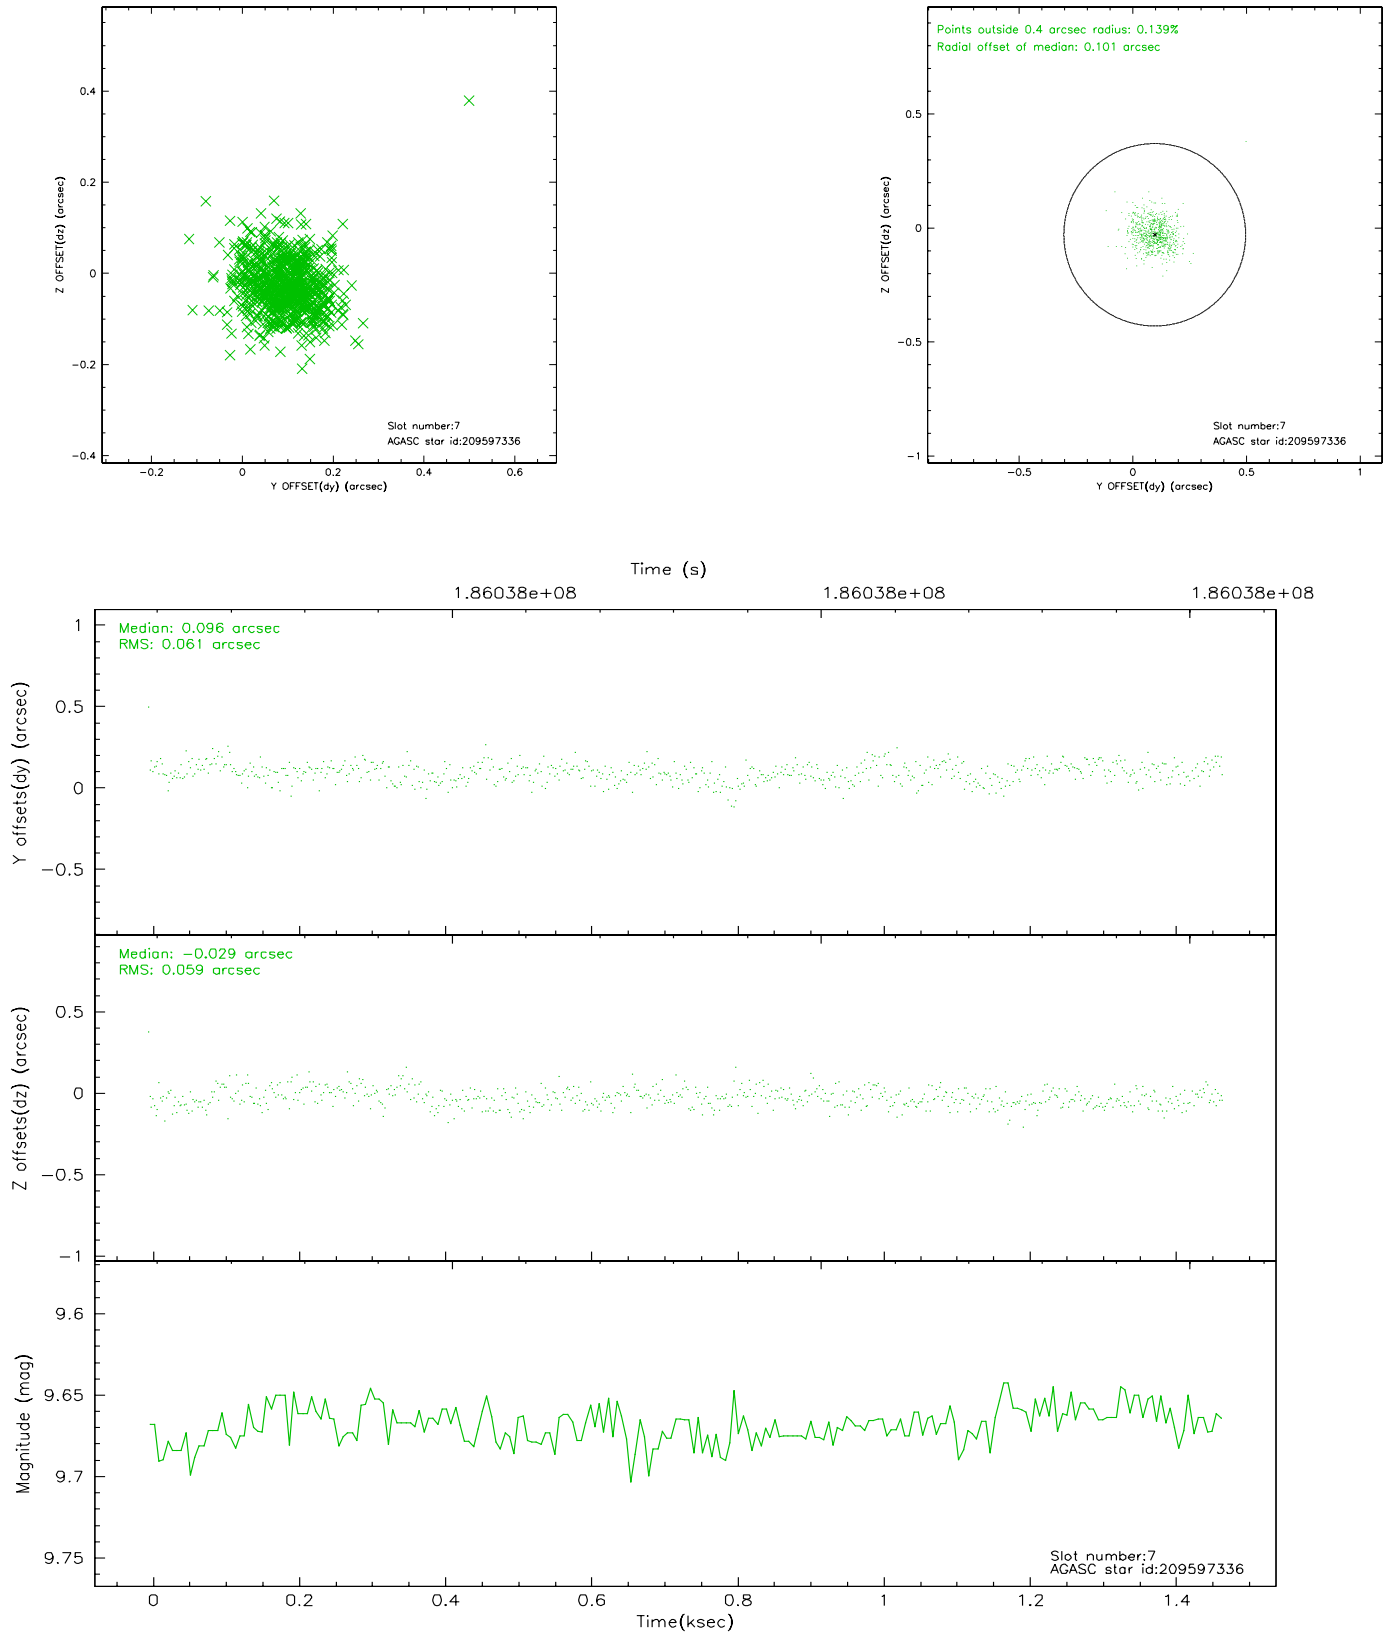 0.4
0.2
0
−0.2
−0.4
Z OFFSET(dz) (arcsec)
Slot number:7
AGASC star id:209597336
−0.2 0 0.2 0.4 0.6
Y OFFSET(dy) (arcsec)
Points outside 0.4 arcsec radius: 0.139%
Radial offset of median: 0.101 arcsec
0.5
0
−0.5
−1
Z OFFSET(dz) (arcsec)
Slot number:7
AGASC star id:209597336
−0.5 0 0.5 1
Y OFFSET(dy) (arcsec)
Time (s)
1.86038e+08 1.86038e+08 1.86038e+08
Median: 0.096 arcsec
RMS: 0.061 arcsec
1
0.5
0
−0.5
Y offsets(dy) (arcsec)
Median: −0.029 arcsec
RMS: 0.059 arcsec
0.5
0
−0.5
−1
Z offsets(dz) (arcsec)
9.6
9.65
9.7
9.75
Magnitude (mag)
Slot number:7
AGASC star id:209597336
0 0.2 0.4 0.6 0.8 1 1.2 1.4
Time(ksec)